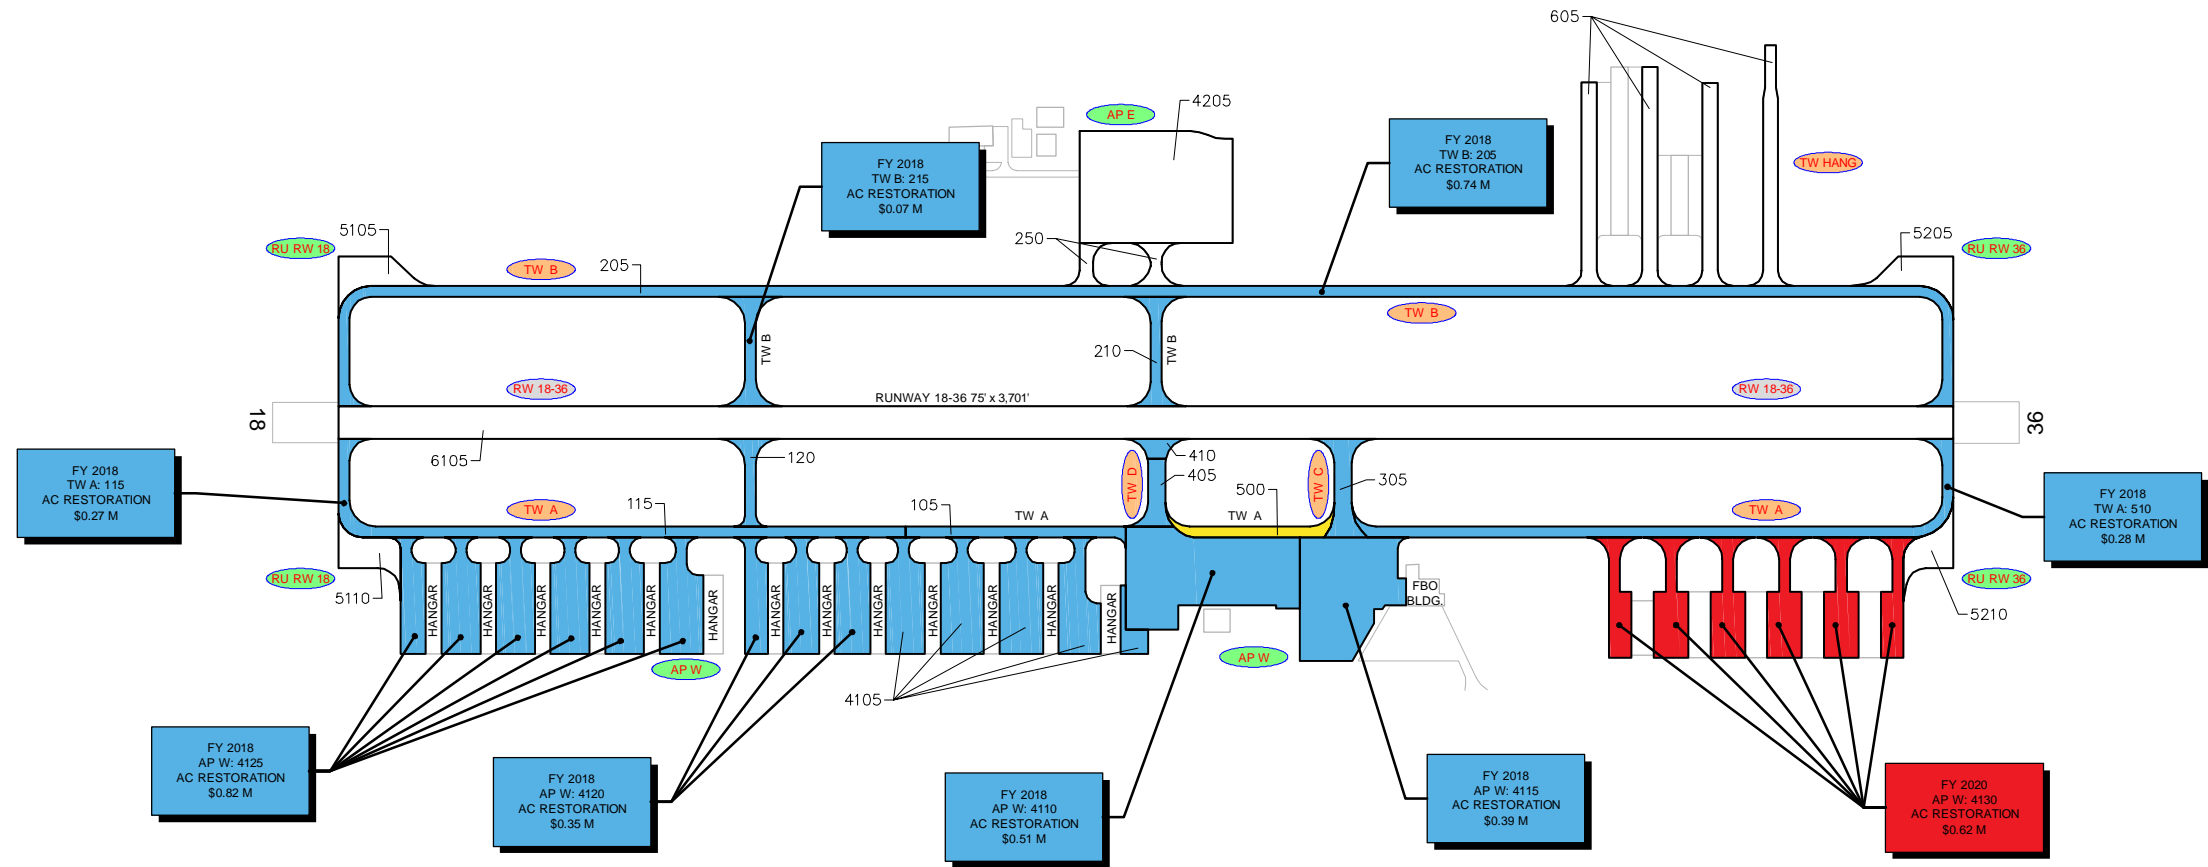 605
AP E
4205
FY 2018
TW B: 215
AC RESTORATION
$0.07 M
FY 2018
TW B: 205
AC RESTORATION
$0.74 M
TW HANG
RU RW 18
5105
205
TW B
250
5205
RU RW 36
TW B
TW B
210
TW B
RW 18-36
RUNWAY 18-36 75' x 3,701'
RW 18-36
18
36
6105
120
TW D
410
405
TW C
305
FY 2018
TW A: 115
AC RESTORATION
$0.27 M
TW A
115
105
TW A
500
TW A
TW A
FY 2018
TW A: 510
AC RESTORATION
$0.28 M
RU RW 18
5110
HANGAR
HANGAR
HANGAR
HANGAR
HANGAR
HANGAR
HANGAR
HANGAR
HANGAR
HANGAR
HANGAR
HANGAR
HANGAR
FBO
BLDG.
RU RW 36
5210
AP W
4105
AP W
FY 2018
AP W: 4125
AC RESTORATION
$0.82 M
FY 2018
AP W: 4120
AC RESTORATION
$0.35 M
FY 2018
AP W: 4110
AC RESTORATION
$0.51 M
FY 2018
AP W: 4115
AC RESTORATION
$0.39 M
FY 2020
AP W: 4130
AC RESTORATION
$0.62 M